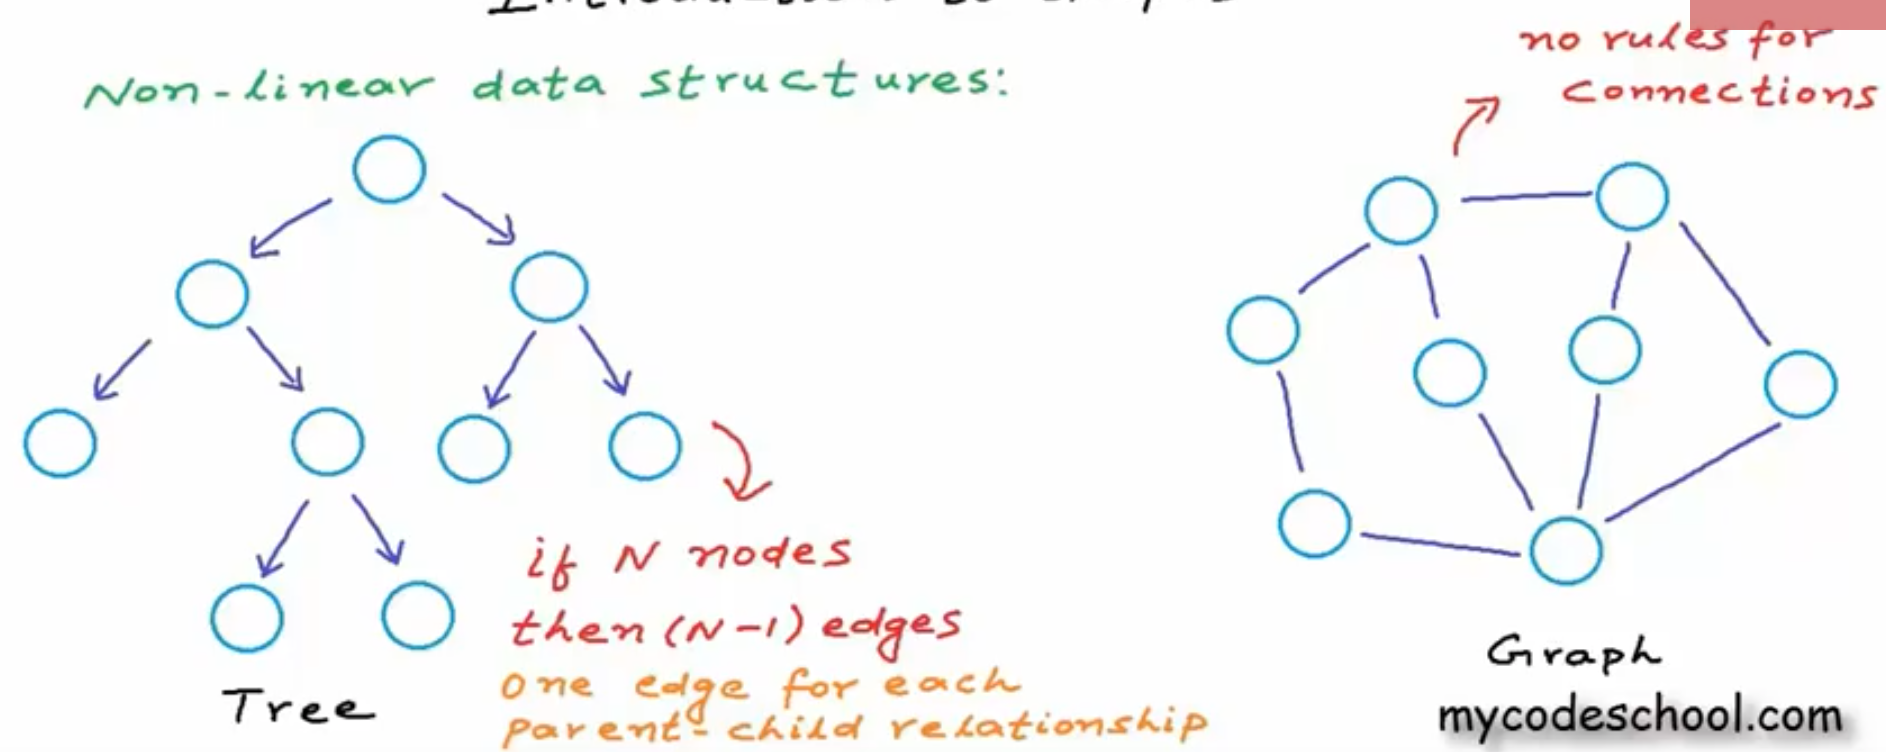 Non-linear data structures:
no rules for
connections
if N nodes
then (N-1) edges
one edge for each
parent-child relationship
Tree
Graph
mycodeschool.com